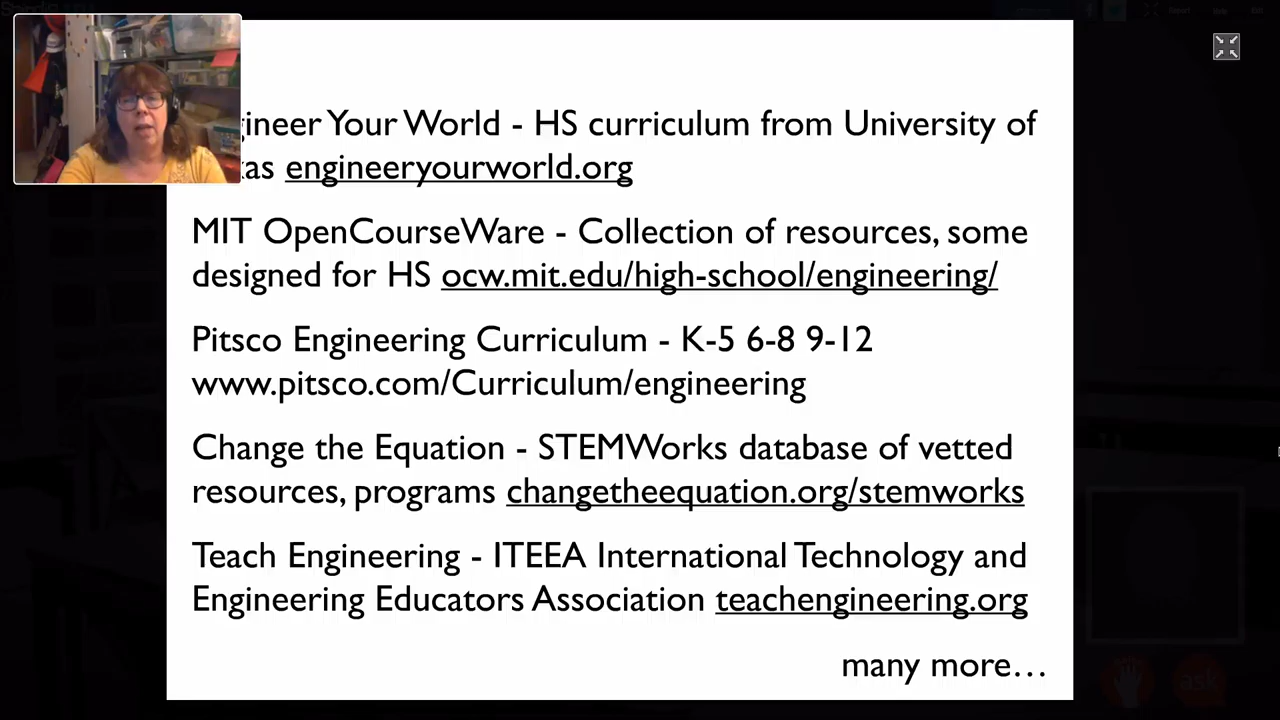 gineer Your World - HS curriculum from University of
as engineeryourworld.org
MIT OpenCourseWare - Collection of resources, some
designed for HS ocw.mit.edu/high-school/engineering/
Pitsco Engineering Curriculum - K-5 6-8 9-12
www.pitsco.com/Curriculum/engineering
Change the Equation - STEMWorks database of vetted
resources, programs changetheequation.org/stemworks
Teach Engineering - ITEEA International Technology and
Engineering Educators Association teachengineering.org
many more…
ask